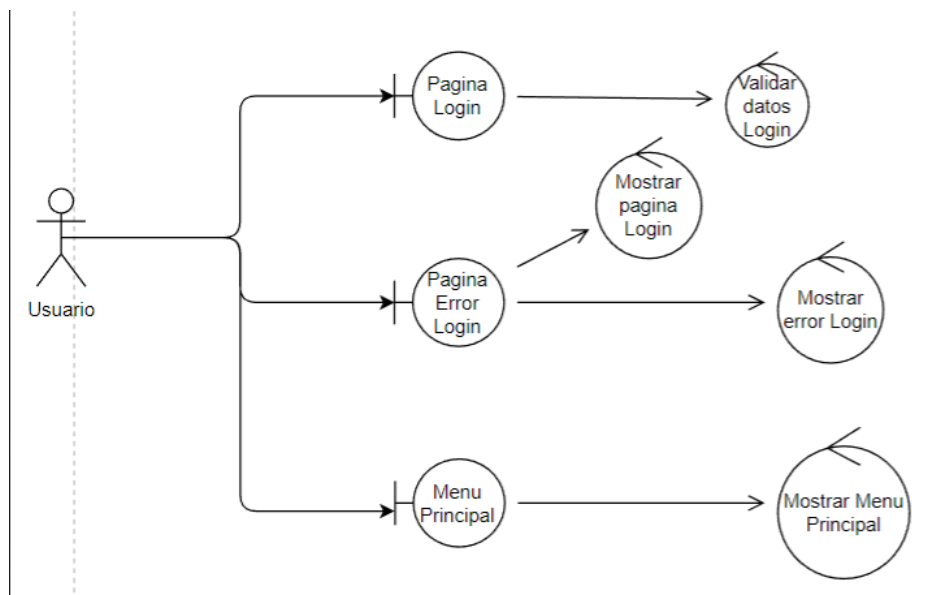 Pagina
Login
Validar
datos
Login
Mostrar
pagina
Login
Usuario
Pagina
Error
Login
Mostrar
error Login
Menu
Principal
Mostrar Menu
Principal